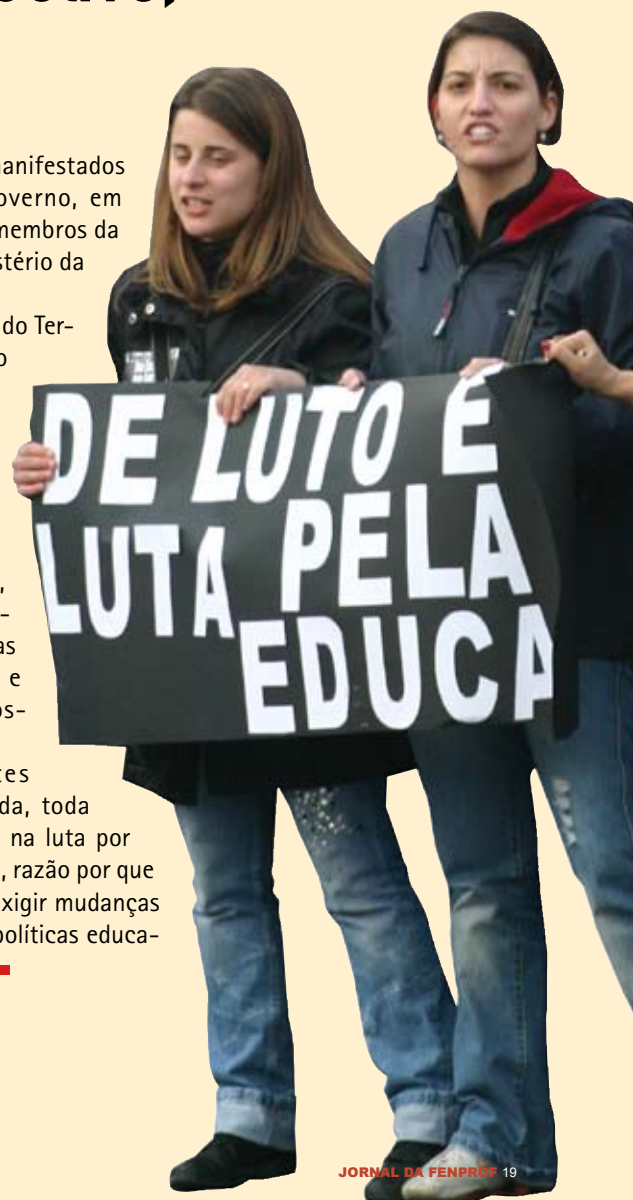 manifestados
overno, em
membros da
stério da
do Ter-
o
,
-
as
e
os-
tes
da, toda
na luta por
, razão por que
xigir mudanças
políticas educa-
DE LUTO E
LUTA PELA
EDUCA
JORNAL DA FENPROF 19